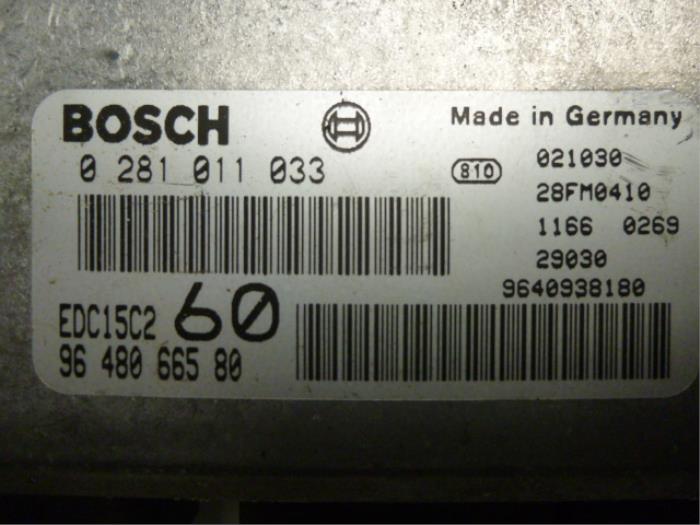 BOSCH
Made in Germany
0 281 011 033
810
021030
28FM0410
1166 0269
29030
9640938180
EDC15C2 60
96 480 665 80